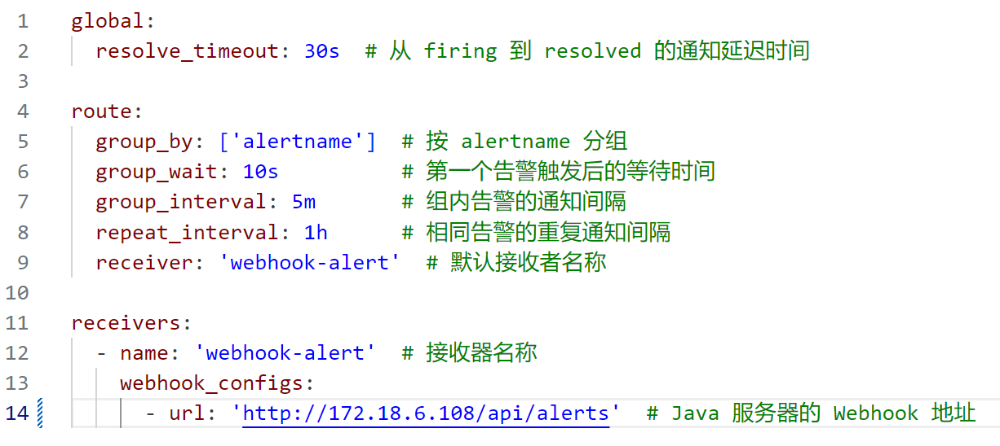 1 global:
2   resolve_timeout: 30s  # 从 firing 到 resolved 的通知延迟时间
3
4 route:
5   group_by: ['alertname']  # 按 alertname 分组
6   group_wait: 10s          # 第一个告警触发后的等待时间
7   group_interval: 5m       # 组内告警的通知间隔
8   repeat_interval: 1h      # 相同告警的重复通知间隔
9   receiver: 'webhook-alert'  # 默认接收者名称
10
11 receivers:
12   - name: 'webhook-alert'  # 接收器名称
13     webhook_configs:
14       - url: 'http://172.18.6.108/api/alerts'  # Java 服务器的 Webhook 地址